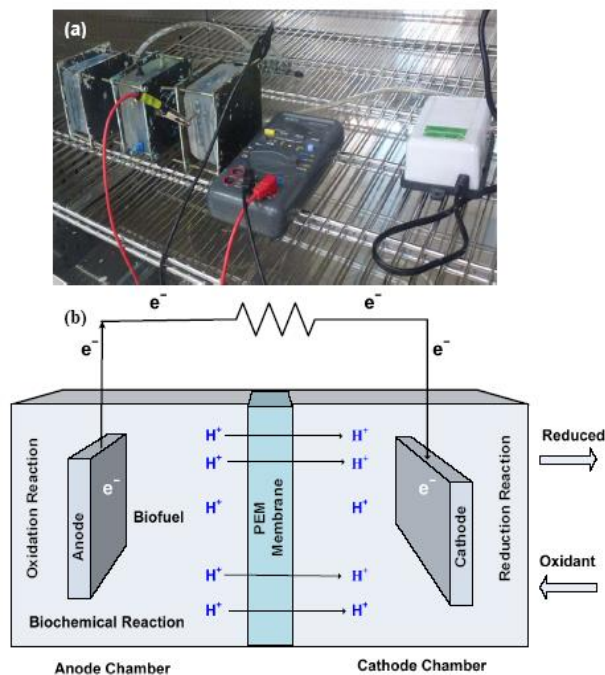 (a)
(b)
e⁻ e⁻
e⁻ e⁻
H⁺ H⁺
H⁺ H⁺
H⁺ H⁺
H⁺ H⁺
H⁺ H⁺
Oxidation Reaction
Anode
e⁻
Biofuel
Biochemical Reaction
PEM
Membrane
e⁻
Cathode
Reduction Reaction
Reduced
Oxidant
Anode Chamber
Cathode Chamber